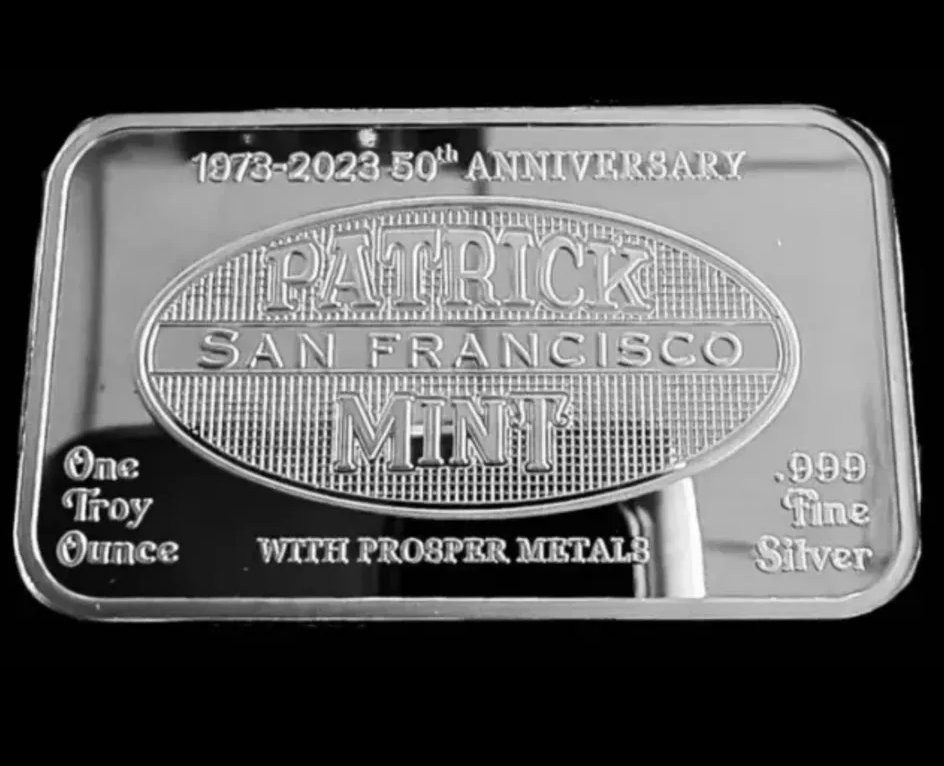 1973-2023 50th ANNIVERSARY
PATRICK
SAN FRANCISCO
MINT
One
Troy
Ounce
.999
Fine
Silver
WITH PROSPER METALS